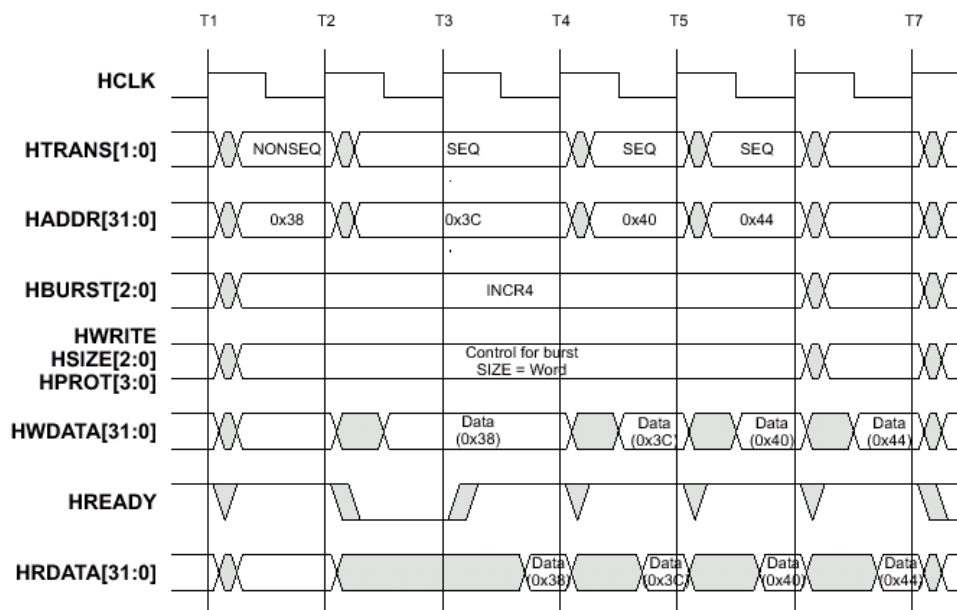 T1 T2 T3 T4 T5 T6 T7
HCLK
HTRANS[1:0] NONSEQ SEQ SEQ SEQ
HADDR[31:0] 0x38 0x3C 0x40 0x44
HBURST[2:0] INCR4
HWRITE
HSIZE[2:0]
HPROT[3:0]
Control for burst
SIZE = Word
HWDATA[31:0]
Data
(0x38)
Data
(0x3C)
Data
(0x40)
Data
(0x44)
HREADY
HRDATA[31:0]
Data
(0x38)
Data
(0x3C)
Data
(0x40)
Data
(0x44)